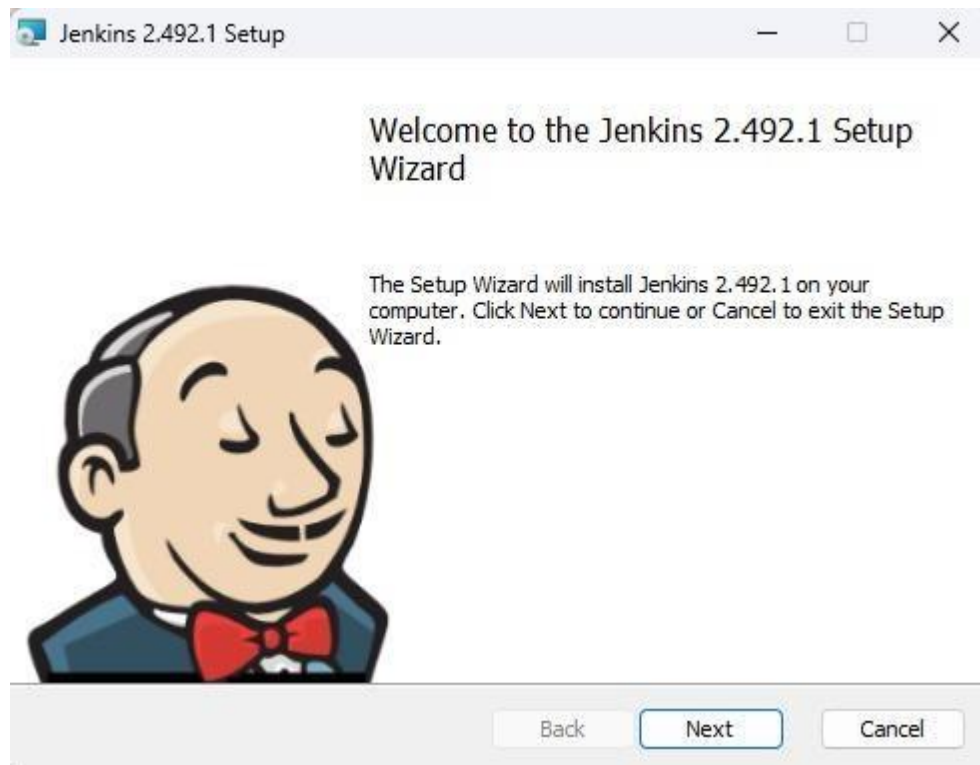 Jenkins 2.492.1 Setup
Welcome to the Jenkins 2.492.1 Setup
Wizard
The Setup Wizard will install Jenkins 2.492.1 on your
computer. Click Next to continue or Cancel to exit the Setup
Wizard.
Back Next Cancel